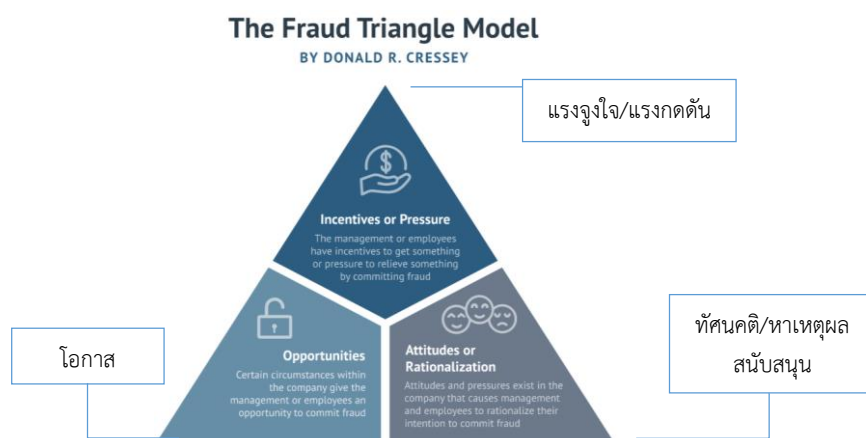 The Fraud Triangle Model
BY DONALD R. CRESSEY
แรงจูงใจ/แรงกดดัน
$
Incentives or Pressure
The management or employees
have incentives to get something
or pressure to relieve something
by committing fraud
โอกาส
Opportunities
Certain circumstances within
the company give the
management or employees an
opportunity to commit fraud
Attitudes or
Rationalization
Attitudes and pressures exist in the
company that causes management
and employees to rationalize their
intention to commit fraud
ทัศนคติ/หาเหตุผล
สนับสนุน